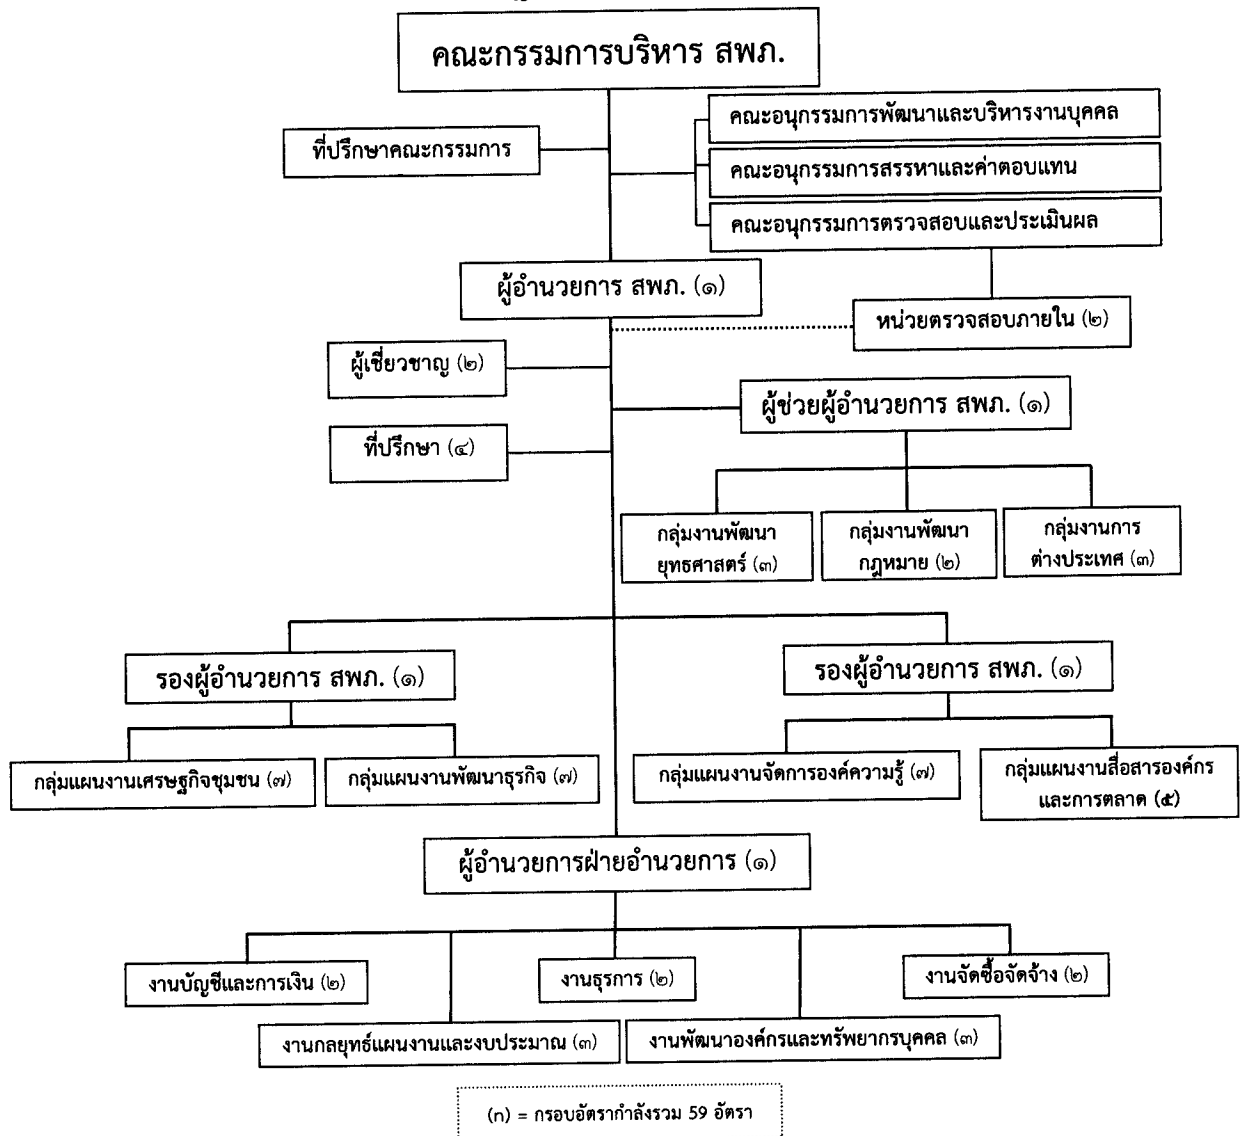 คณะกรรมการบริหาร สพภ.
คณะอนุกรรมการพัฒนาและบริหารงานบุคคล
ที่ปรึกษาคณะกรรมการ
คณะอนุกรรมการสรรหาและค่าตอบแทน
คณะอนุกรรมการตรวจสอบและประเมินผล
ผู้อำนวยการ สพภ. (๑)
หน่วยตรวจสอบภายใน (๒)
ผู้เชี่ยวชาญ (๒)
ผู้ช่วยผู้อำนวยการ สพภ. (๑)
ที่ปรึกษา (๔)
กลุ่มงานพัฒนา
ยุทธศาสตร์ (๓)
กลุ่มงานพัฒนา
กฎหมาย (๒)
กลุ่มงานการ
ต่างประเทศ (๓)
รองผู้อำนวยการ สพภ. (๑)
รองผู้อำนวยการ สพภ. (๑)
กลุ่มแผนงานเศรษฐกิจชุมชน (๗)
กลุ่มแผนงานพัฒนาธุรกิจ (๗)
กลุ่มแผนงานจัดการองค์ความรู้ (๗)
กลุ่มแผนงานสื่อสารองค์กร
และการตลาด (๕)
ผู้อำนวยการฝ่ายอำนวยการ (๑)
งานบัญชีและการเงิน (๒)
งานธุรการ (๒)
งานจัดซื้อจัดจ้าง (๒)
งานกลยุทธ์แผนงานและงบประมาณ (๓)
งานพัฒนาองค์กรและทรัพยากรบุคคล (๓)
(n) = กรอบอัตรากำลังรวม 59 อัตรา